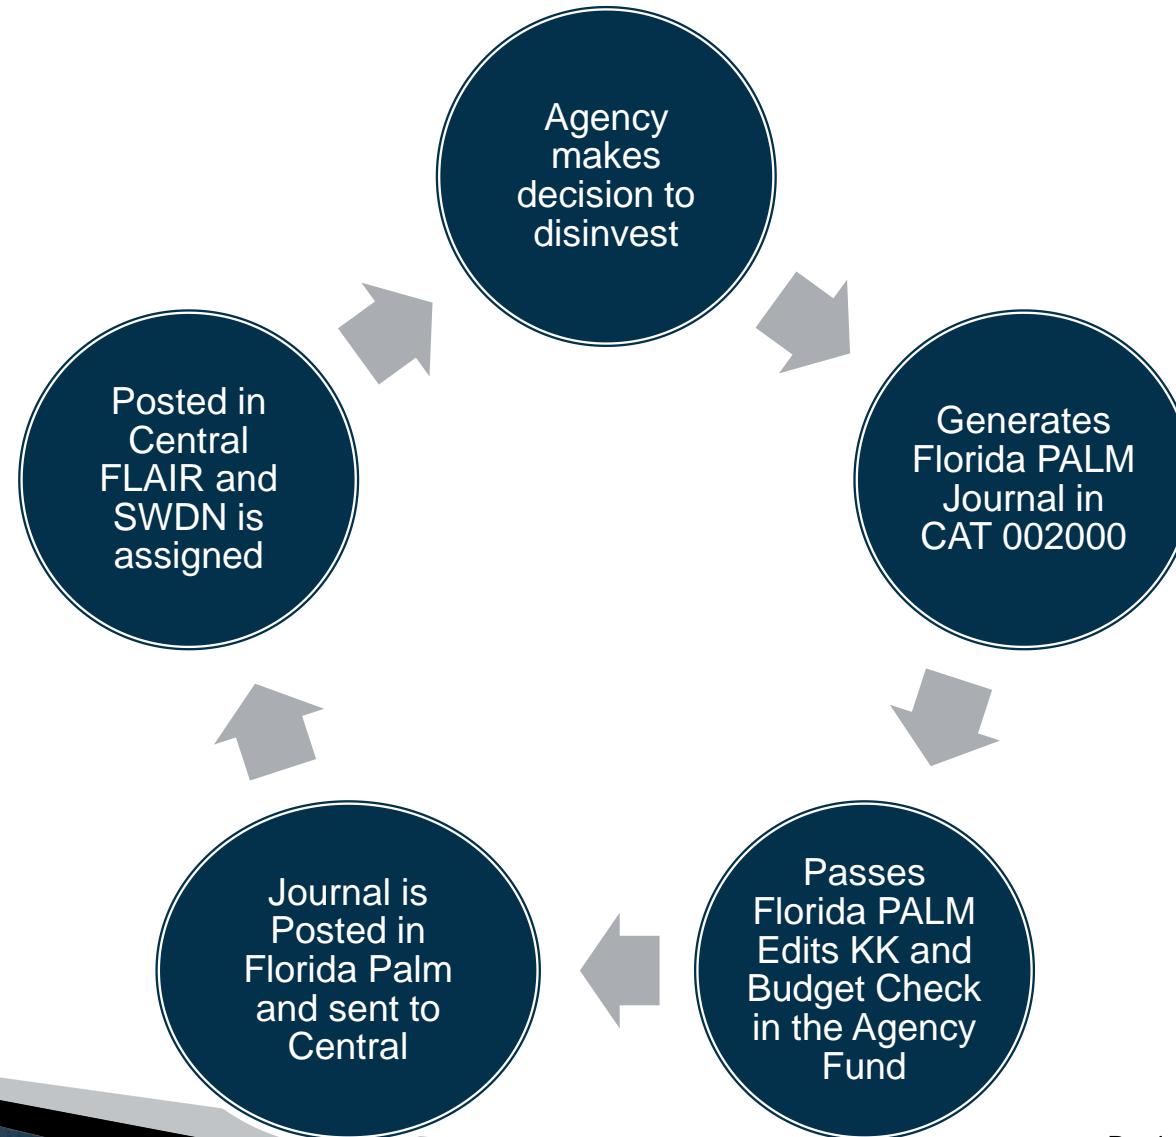 Agency
makes
decision to
disinvest
Generates
Florida PALM
Journal in
CAT 002000
Passes
Florida PALM
Edits KK and
Budget Check
in the Agency
Fund
Journal is
Posted in
Florida Palm
and sent to
Central
Posted in
Central
FLAIR and
SWDN is
assigned